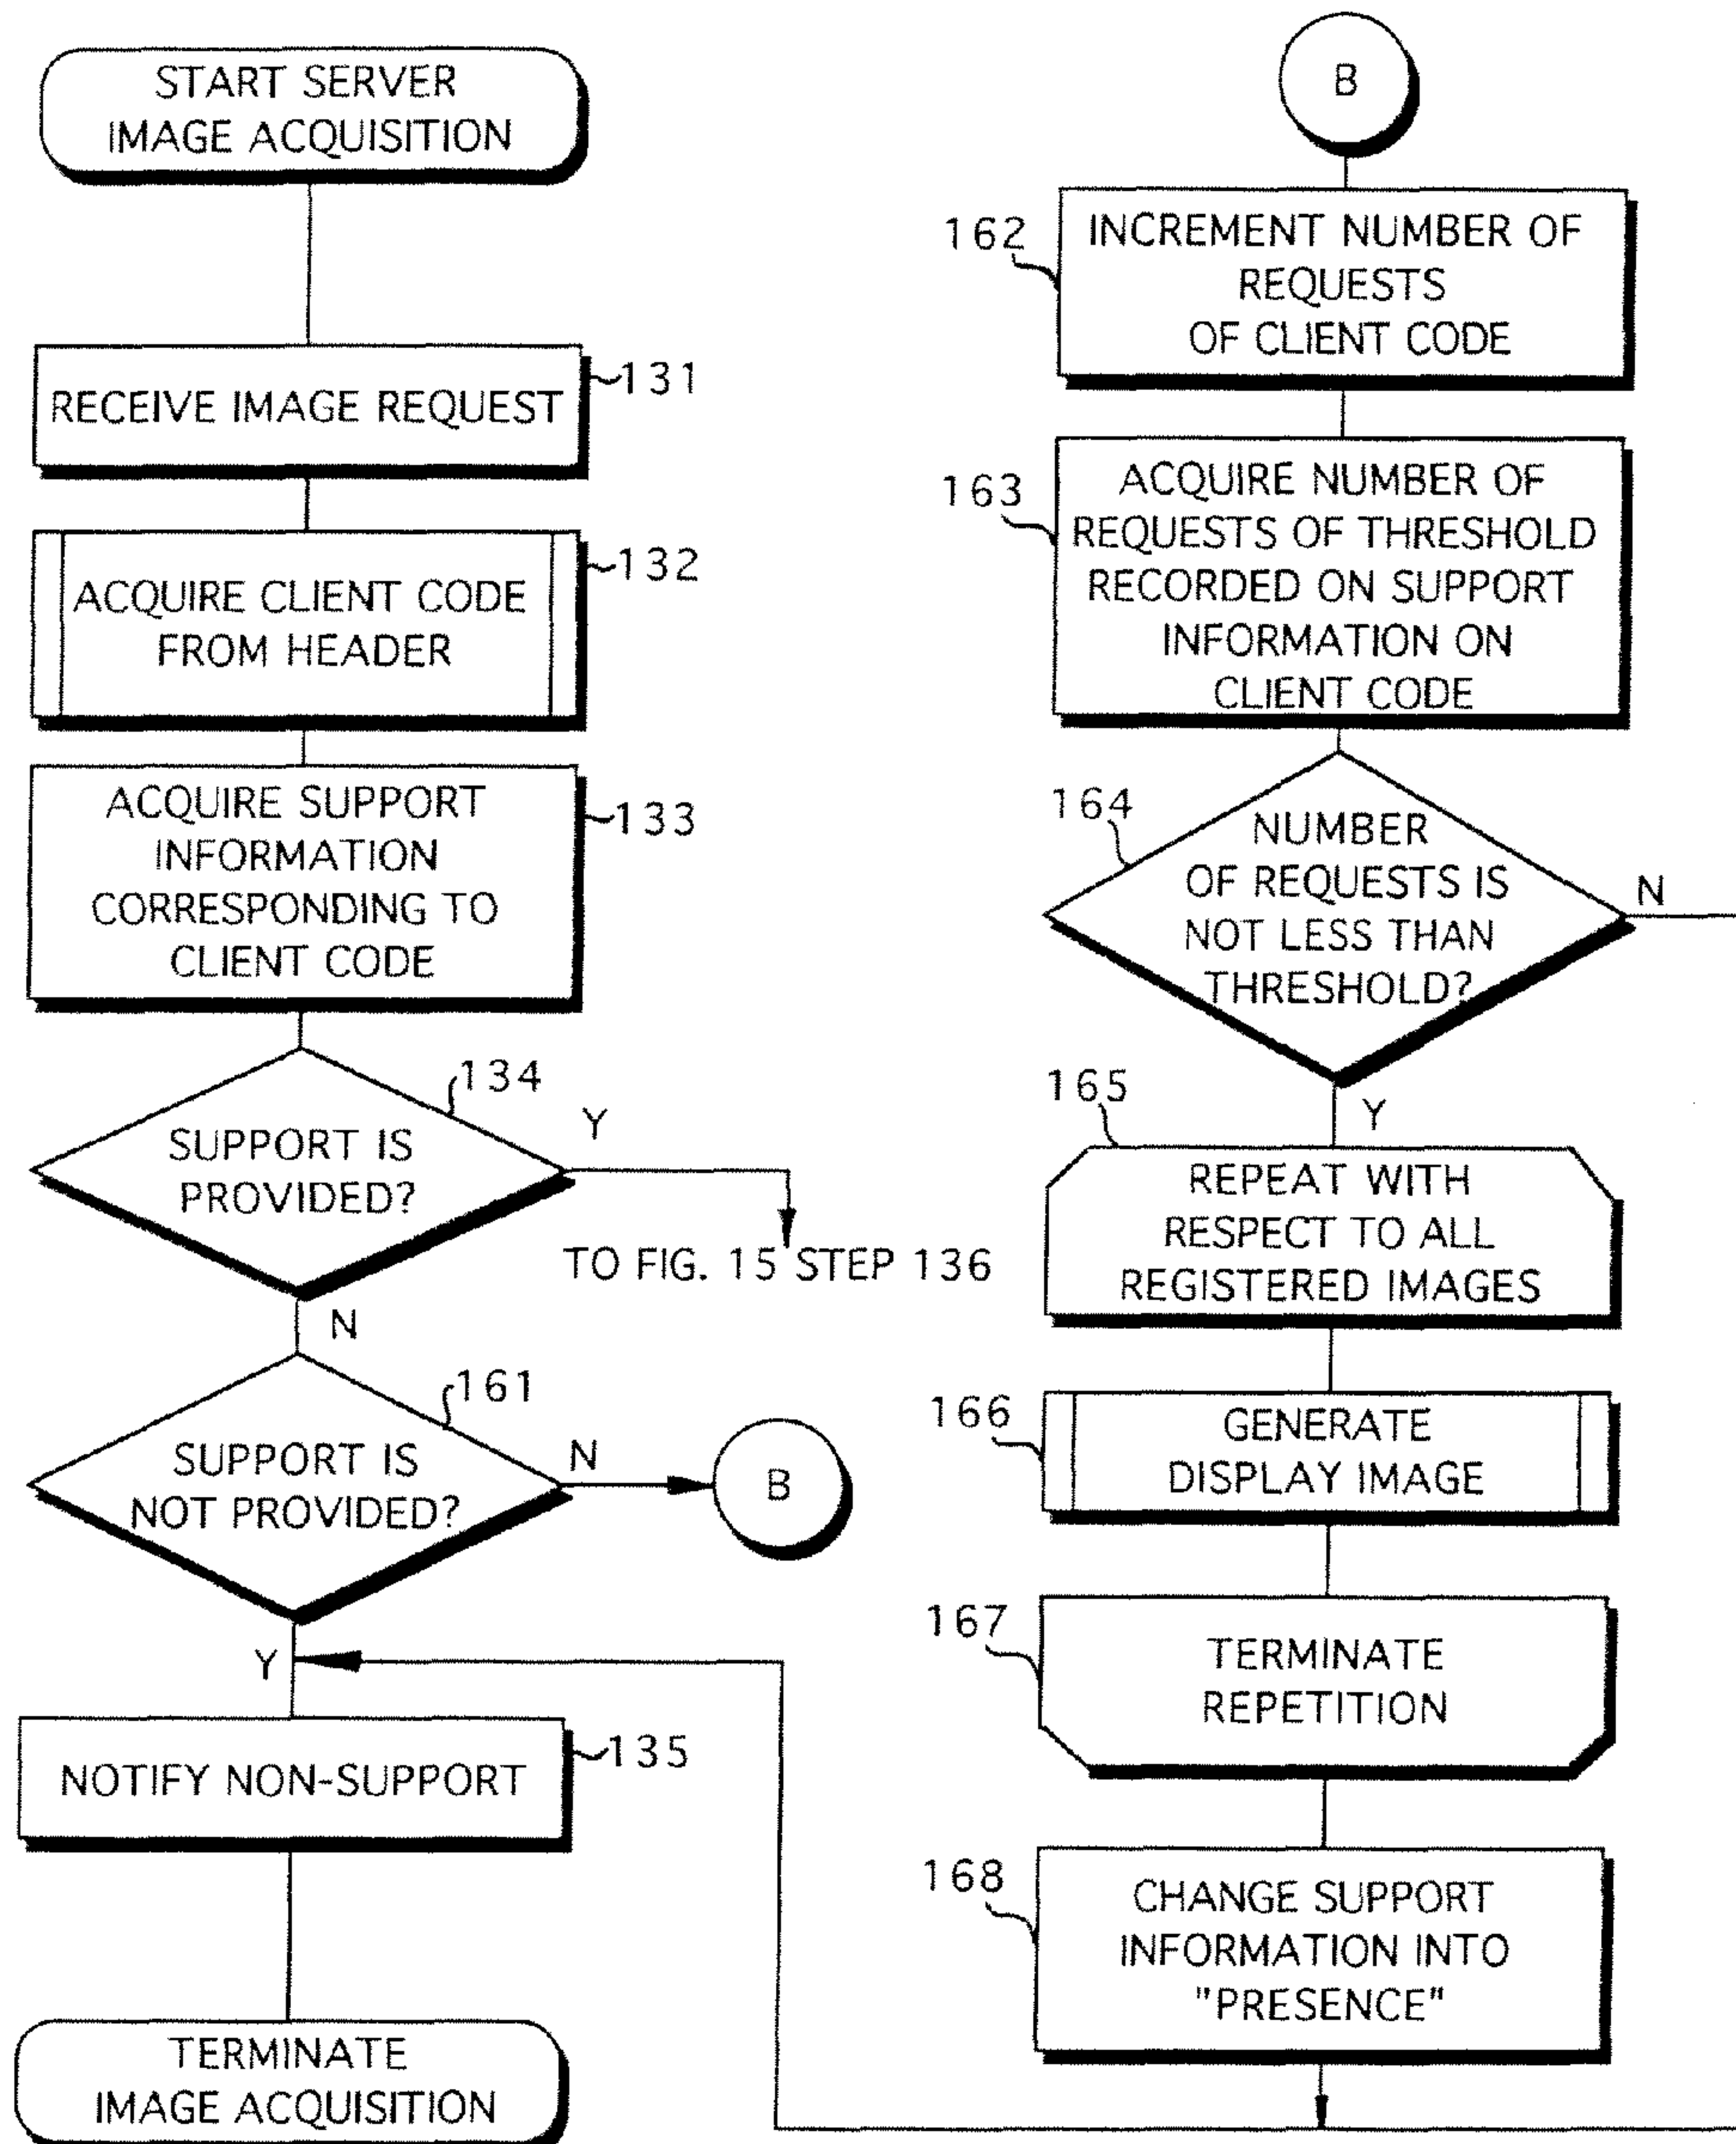 START SERVER
IMAGE ACQUISITION
RECEIVE IMAGE REQUEST
131
ACQUIRE CLIENT CODE
FROM HEADER
132
ACQUIRE SUPPORT
INFORMATION
CORRESPONDING TO
CLIENT CODE
133
134
SUPPORT IS
PROVIDED?
Y
TO FIG. 15 STEP 136
N
161
SUPPORT IS
NOT PROVIDED?
N
B
Y
NOTIFY NON-SUPPORT
135
TERMINATE
IMAGE ACQUISITION
B
162
INCREMENT NUMBER OF
REQUESTS
OF CLIENT CODE
163
ACQUIRE NUMBER OF
REQUESTS OF THRESHOLD
RECORDED ON SUPPORT
INFORMATION ON
CLIENT CODE
164
NUMBER
OF REQUESTS IS
NOT LESS THAN
THRESHOLD?
N
Y
165
REPEAT WITH
RESPECT TO ALL
REGISTERED IMAGES
166
GENERATE
DISPLAY IMAGE
167
TERMINATE
REPETITION
168
CHANGE SUPPORT
INFORMATION INTO
"PRESENCE"